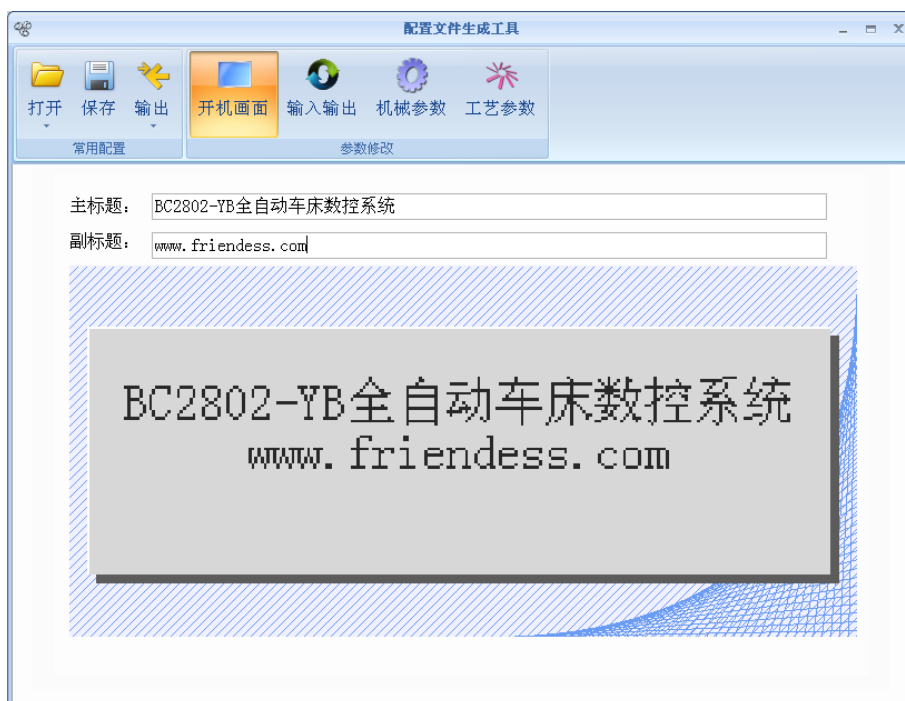 配置文件生成工具
打开 保存 输出 开机画面 输入输出 机械参数 工艺参数
常用配置 参数修改
主标题： BC2802-YB全自动车床数控系统
副标题： www.friendess.com
BC2802-YB全自动车床数控系统
www.friendess.com